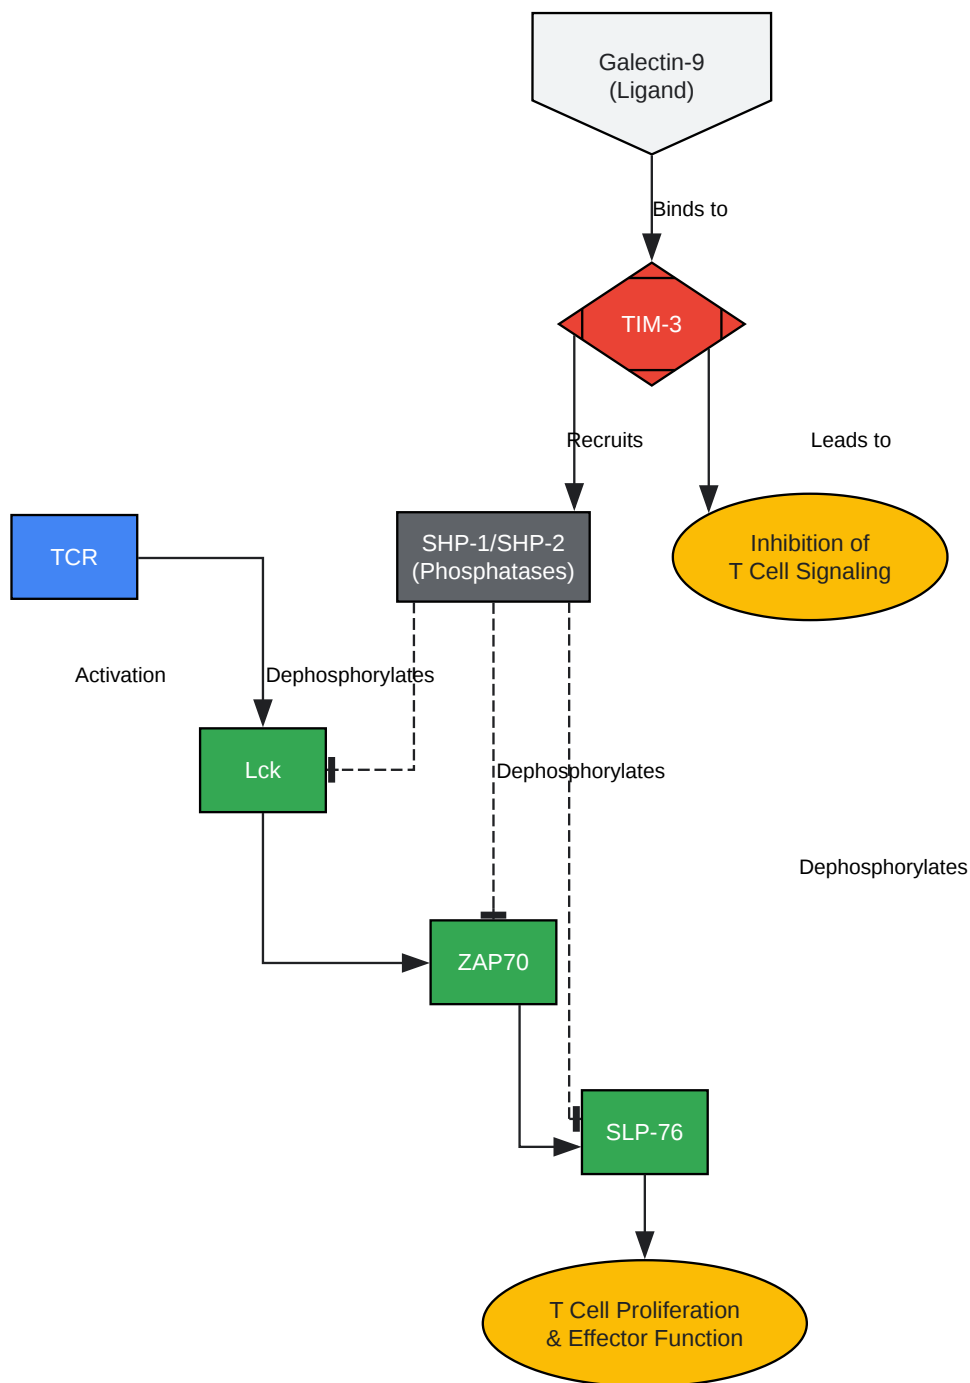 Galectin-9
(Ligand)
Binds to
TIM-3
Recruits
Leads to
TCR
SHP-1/SHP-2
(Phosphatases)
Inhibition of
T Cell Signaling
Activation
Dephosphorylates
Lck
Dephosphorylates
Dephosphorylates
ZAP70
SLP-76
T Cell Proliferation
& Effector Function